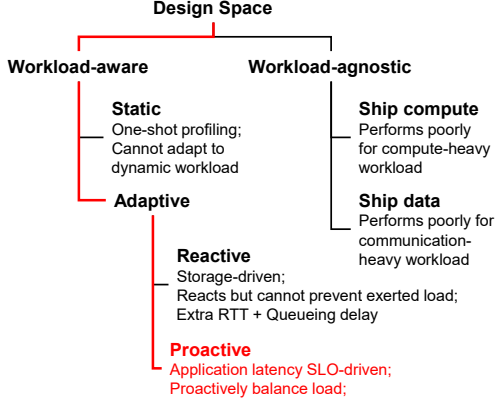 Design Space
Workload-aware
Workload-agnostic
Static
One-shot profiling;
Cannot adapt to
dynamic workload
Ship compute
Performs poorly
for compute-heavy
workload
Adaptive
Ship data
Performs poorly for
communication-
heavy workload
Reactive
Storage-driven;
Reacts but cannot prevent exerted load;
Extra RTT + Queueing delay
Proactive
Application latency SLO-driven;
Proactively balance load;